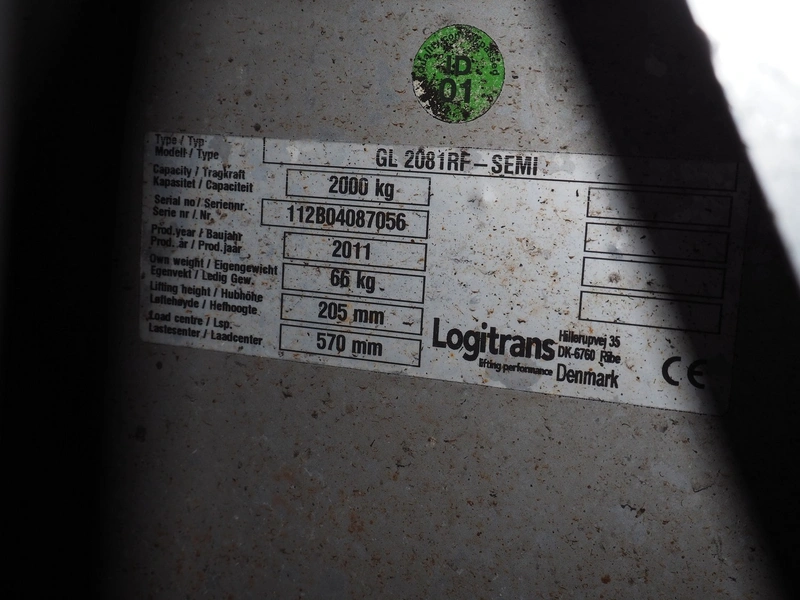 ID
01
Type / Typ
Modell / Type
GL 2081RF-SEMI
Capacity / Tragkraft
Kapasitet / Capaciteit
2000 kg
Serial no / Seriennr.
Serie nr / Nr.
112B04087056
Prod.year / Baujahr
Prod. år / Prod.jaar
2011
Own weight / Eigengewicht
Egenvekt / Ledig Gew.
66 kg
Lifting height / Hubhöhe
Løftehøyde / Hefhoogte
205 mm
Load centre / Lsp.
Lastesenter / Laadcenter
570 mm
Logitrans
lifting performance
Hillerupvej 35
DK-6760 Ribe
Denmark
CE